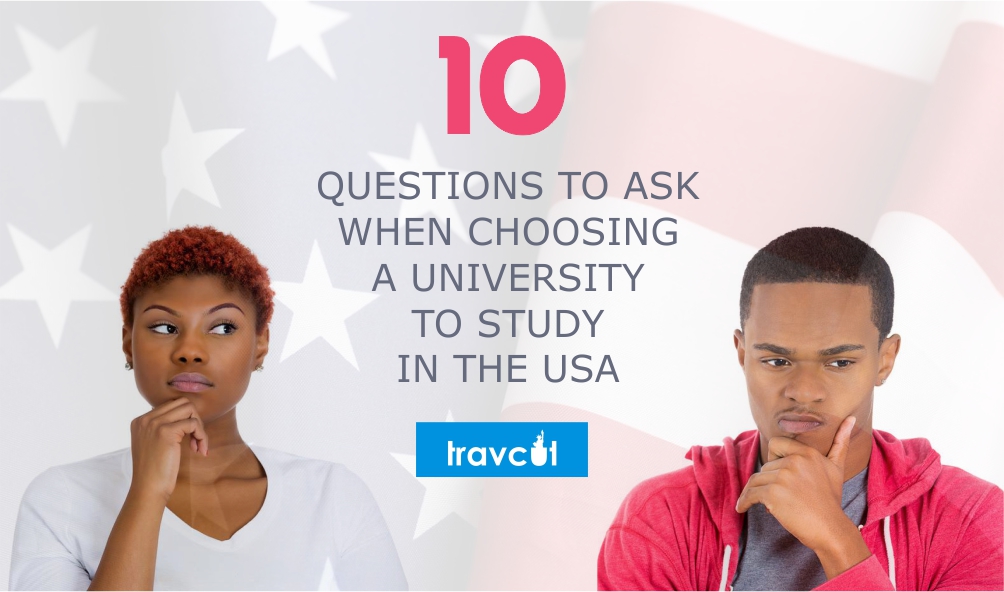 10
QUESTIONS TO ASK
WHEN CHOOSING
A UNIVERSITY
TO STUDY
IN THE USA
travcut